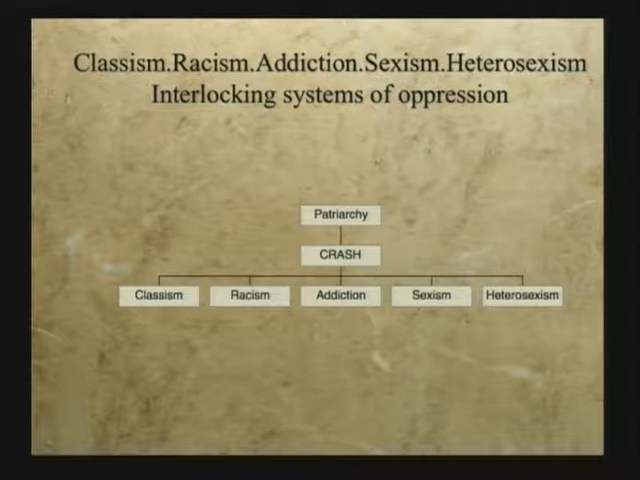 Classism.Racism.Addiction.Sexism.Heterosexism
Interlocking systems of oppression
Patriarchy
CRASH
Classism
Racism
Addiction
Sexism
Heterosexism